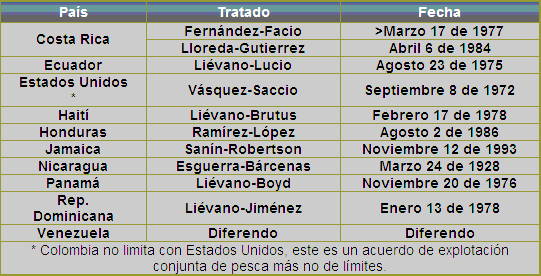 País Tratado Fecha
Costa Rica Fernández-Facio >Marzo 17 de 1977
Lloreda-Gutierrez Abril 6 de 1984
Ecuador Liévano-Lucio Agosto 23 de 1975
Estados Unidos * Vásquez-Saccio Septiembre 8 de 1972
Haití Liévano-Brutus Febrero 17 de 1978
Honduras Ramírez-López Agosto 2 de 1986
Jamaica Sanín-Robertson Noviembre 12 de 1993
Nicaragua Esguerra-Bárcenas Marzo 24 de 1928
Panamá Liévano-Boyd Noviembre 20 de 1976
Rep. Dominicana Liévano-Jiménez Enero 13 de 1978
Venezuela Diferendo Diferendo
* Colombia no limita con Estados Unidos, este es un acuerdo de explotación
conjunta de pesca más no de límites.